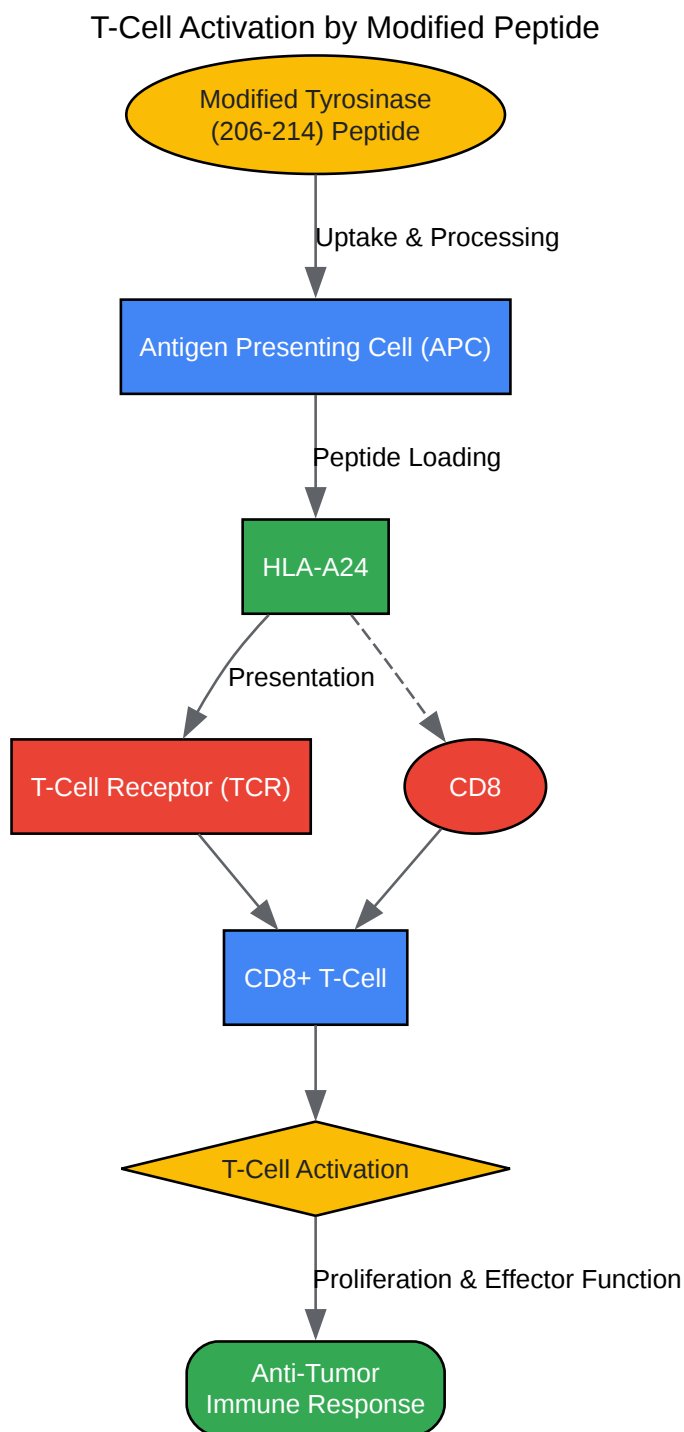 T-Cell Activation by Modified Peptide
Modified Tyrosinase
(206-214) Peptide
Uptake & Processing
Antigen Presenting Cell (APC)
Peptide Loading
HLA-A24
Presentation
T-Cell Receptor (TCR)
CD8
CD8+ T-Cell
T-Cell Activation
Proliferation & Effector Function
Anti-Tumor
Immune Response